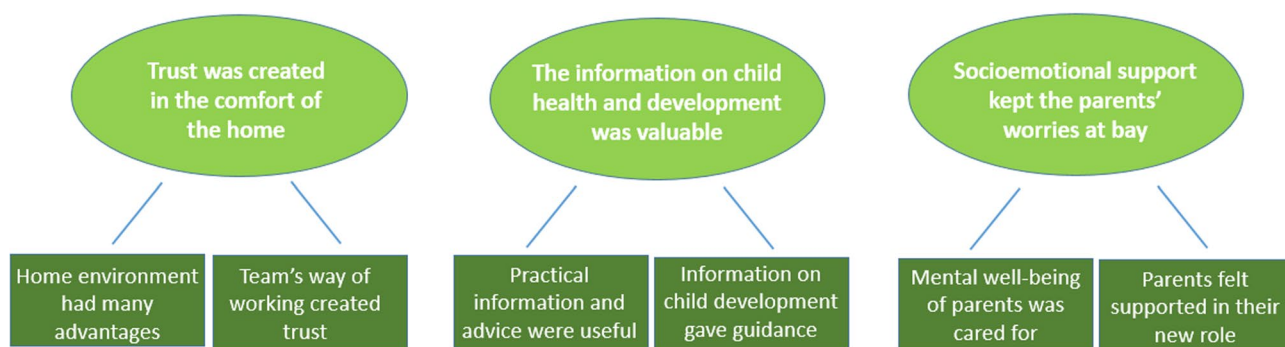 Trust was created
in the comfort of
the home
The information on child
health and development
was valuable
Socioemotional support
kept the parents'
worries at bay
Home environment
had many
advantages
Team's way of
working created
trust
Practical
information and
advice were useful
Information on
child development
gave guidance
Mental well-being
of parents was
cared for
Parents felt
supported in their
new role